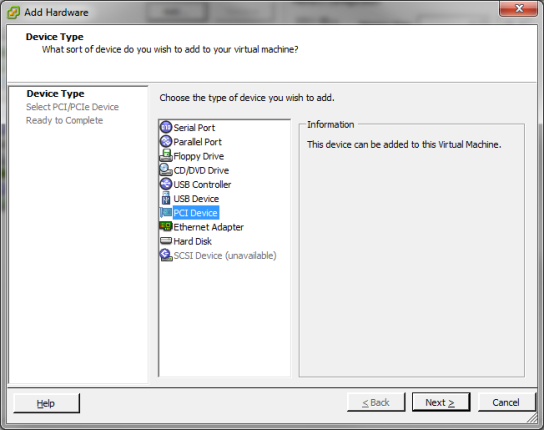 Add Hardware
Device Type
What sort of device do you wish to add to your virtual machine?
Device Type
Select PCI/PCIe Device
Ready to Complete
Choose the type of device you wish to add.
Serial Port
Parallel Port
Floppy Drive
CD/DVD Drive
USB Controller
USB Device
PCI Device
Ethernet Adapter
Hard Disk
SCSI Device (unavailable)
Information
This device can be added to this Virtual Machine.
Help
< Back
Next >
Cancel